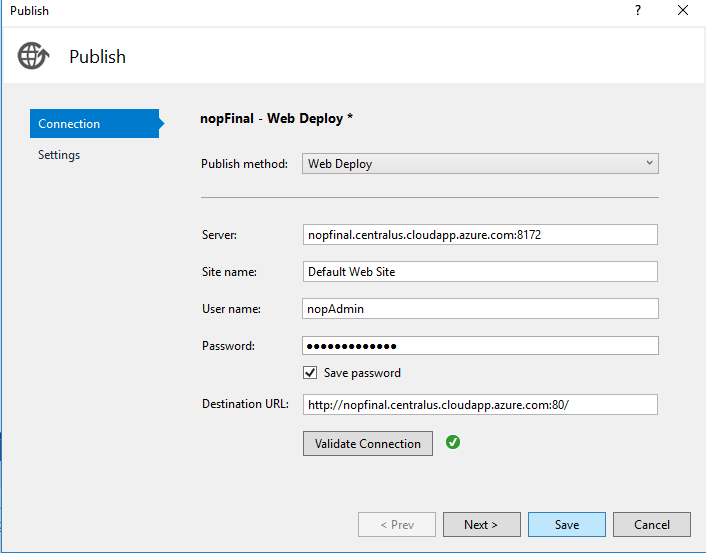 Publish
?
Publish
Connection
Settings
nopFinal - Web Deploy *
Publish method: Web Deploy
Server: nopfinal.centralus.cloudapp.azure.com:8172
Site name: Default Web Site
User name: nopAdmin
Password: ●●●●●●●●●●●●●
Save password
Destination URL: http://nopfinal.centralus.cloudapp.azure.com:80/
Validate Connection
< Prev Next > Save Cancel